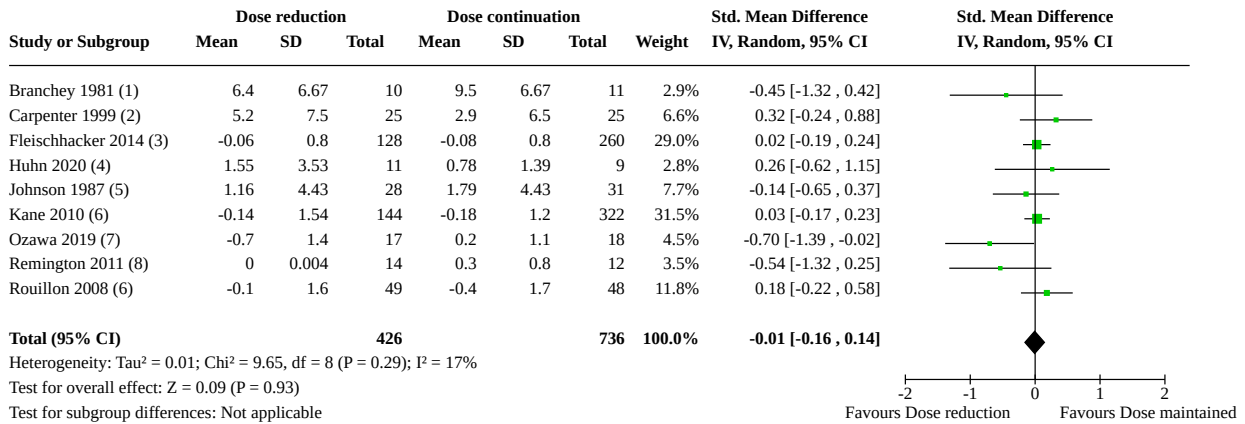 Dose reduction Dose continuation Std. Mean Difference Std. Mean Difference
Study or Subgroup Mean SD Total Mean SD Total Weight IV, Random, 95% CI IV, Random, 95% CI
Branchey 1981 (1) 6.4 6.67 10 9.5 6.67 11 2.9% -0.45 [-1.32 , 0.42]
Carpenter 1999 (2) 5.2 7.5 25 2.9 6.5 25 6.6% 0.32 [-0.24 , 0.88]
Fleischhacker 2014 (3) -0.06 0.8 128 -0.08 0.8 260 29.0% 0.02 [-0.19 , 0.24]
Huhn 2020 (4) 1.55 3.53 11 0.78 1.39 9 2.8% 0.26 [-0.62 , 1.15]
Johnson 1987 (5) 1.16 4.43 28 1.79 4.43 31 7.7% -0.14 [-0.65 , 0.37]
Kane 2010 (6) -0.14 1.54 144 -0.18 1.2 322 31.5% 0.03 [-0.17 , 0.23]
Ozawa 2019 (7) -0.7 1.4 17 0.2 1.1 18 4.5% -0.70 [-1.39 , -0.02]
Remington 2011 (8) 0 0.004 14 0.3 0.8 12 3.5% -0.54 [-1.32 , 0.25]
Rouillon 2008 (6) -0.1 1.6 49 -0.4 1.7 48 11.8% 0.18 [-0.22 , 0.58]
Total (95% CI) 426 736 100.0% -0.01 [-0.16 , 0.14]
Heterogeneity: Tau² = 0.01; Chi² = 9.65, df = 8 (P = 0.29); I² = 17%
Test for overall effect: Z = 0.09 (P = 0.93)
Test for subgroup differences: Not applicable
-2 -1 0 1 2
Favours Dose reduction Favours Dose maintained